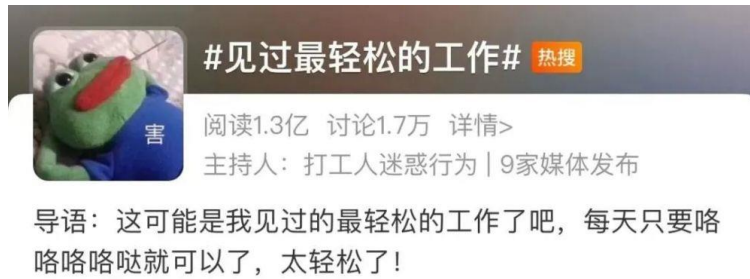 #见过最轻松的工作# 热搜
害
阅读1.3亿 讨论1.7万 详情>
主持人：打工人迷惑行为 | 9家媒体发布
导语：这可能是我见过的最轻松的工作了吧，每天只要咯
咯咯咯哒就可以了，太轻松了！